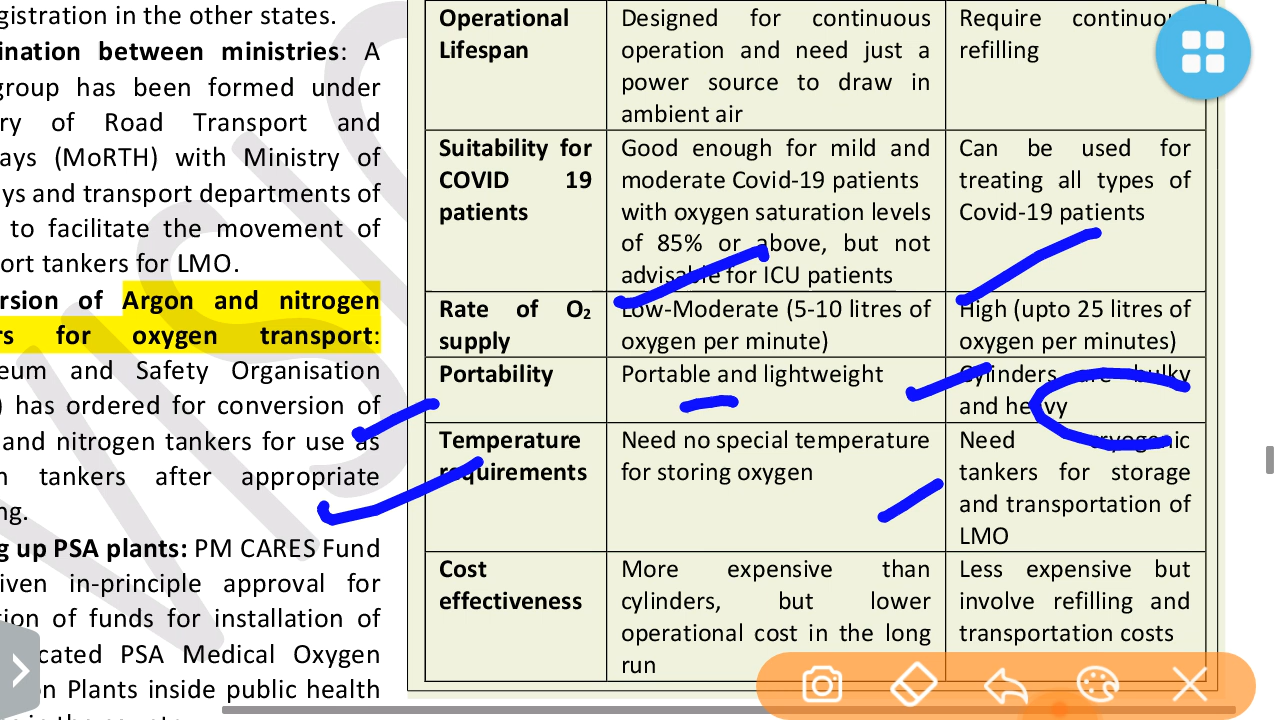 gistration in the other states.
ination between ministries: A
group has been formed under
ry of Road Transport and
ays (MoRTH) with Ministry of
ys and transport departments of
to facilitate the movement of
ort tankers for LMO.
rsion of Argon and nitrogen
rs for oxygen transport:
eum and Safety Organisation
) has ordered for conversion of
and nitrogen tankers for use as
n tankers after appropriate
ng.
g up PSA plants: PM CARES Fund
iven in-principle approval for
tion of funds for installation of
cated PSA Medical Oxygen
on Plants inside public health
Operational
Lifespan
Designed for continuous
operation and need just a
power source to draw in
ambient air
Require continuous
refilling
Suitability for
COVID 19
patients
Good enough for mild and
moderate Covid-19 patients
with oxygen saturation levels
of 85% or above, but not
advisable for ICU patients
Can be used for
treating all types of
Covid-19 patients
Rate of O₂
supply
Low-Moderate (5-10 litres of
oxygen per minute)
High (upto 25 litres of
oxygen per minutes)
Portability
Portable and lightweight
Cylinders are bulky
and heavy
Temperature
requirements
Need no special temperature
for storing oxygen
Need cryogenic
tankers for storage
and transportation of
LMO
Cost
effectiveness
More expensive than
cylinders, but lower
operational cost in the long
run
Less expensive but
involve refilling and
transportation costs